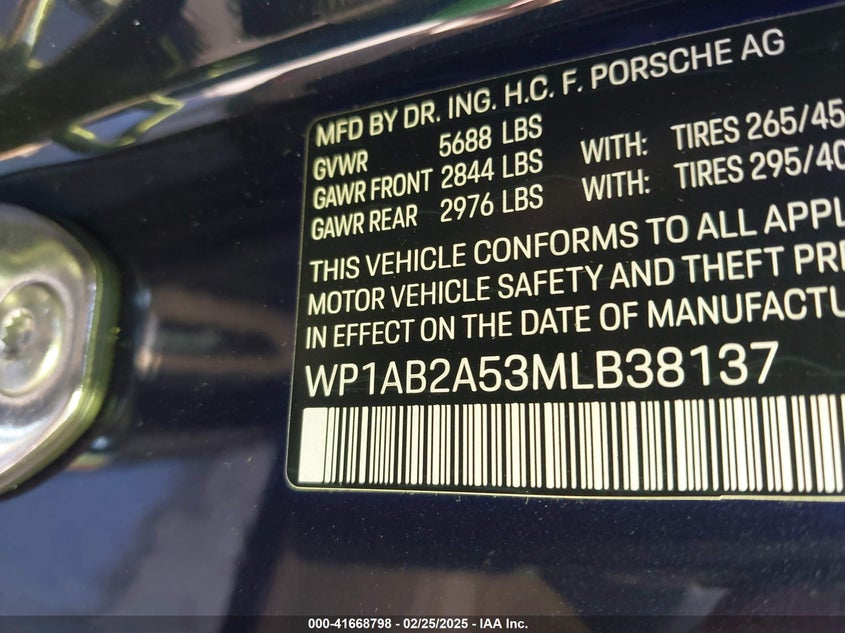 MFD BY DR. ING. H.C. F. PORSCHE AG
GVWR 5688 LBS
GAWR FRONT 2844 LBS WITH: TIRES 265/45
GAWR REAR 2976 LBS WITH: TIRES 295/40
THIS VEHICLE CONFORMS TO ALL APPL
MOTOR VEHICLE SAFETY AND THEFT PRE
IN EFFECT ON THE DATE OF MANUFACTU
WP1AB2A53MLB38137
000-41668798 - 02/25/2025 - IAA Inc.